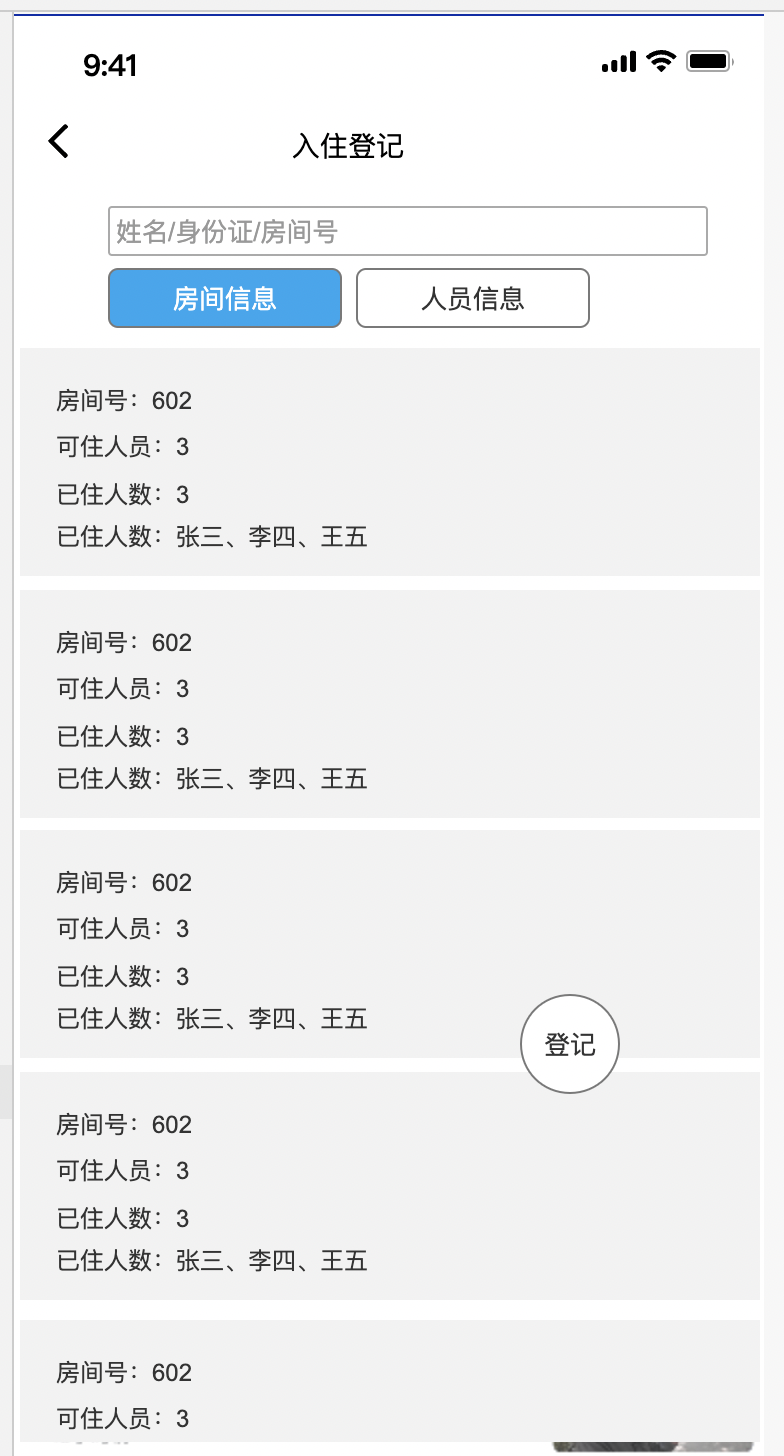 9:41
入住登记
姓名/身份证/房间号
房间信息 人员信息
房间号：602
可住人员：3
已住人数：3
已住人数：张三、李四、王五
房间号：602
可住人员：3
已住人数：3
已住人数：张三、李四、王五
房间号：602
可住人员：3
已住人数：3
已住人数：张三、李四、王五
登记
房间号：602
可住人员：3
已住人数：3
已住人数：张三、李四、王五
房间号：602
可住人员：3